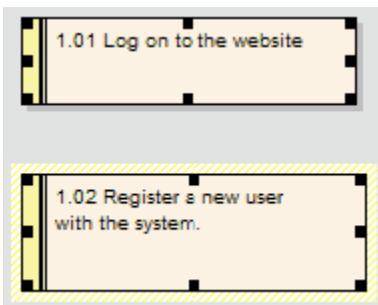 1.01 Log on to the website
1.02 Register a new user
with the system.